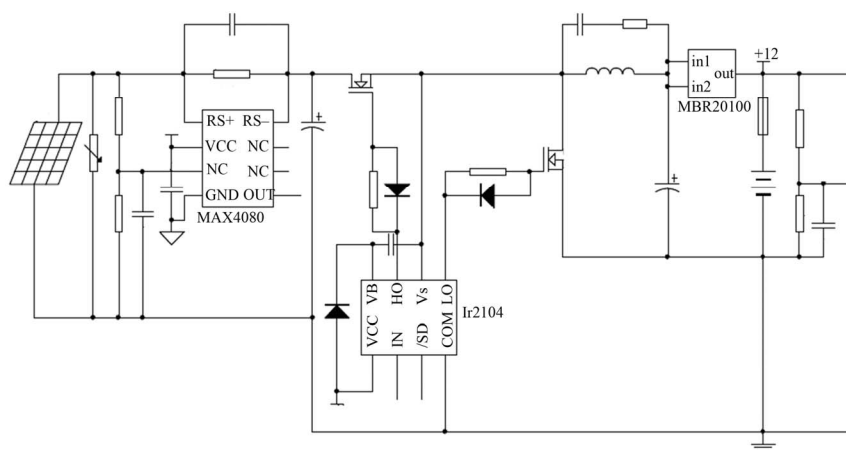 +12
in1
out
in2
MBR20100
RS+ RS−
VCC NC
NC NC
GND OUT
MAX4080
+
+
VB HO Vs LO
VCC IN /SD COM
Ir2104